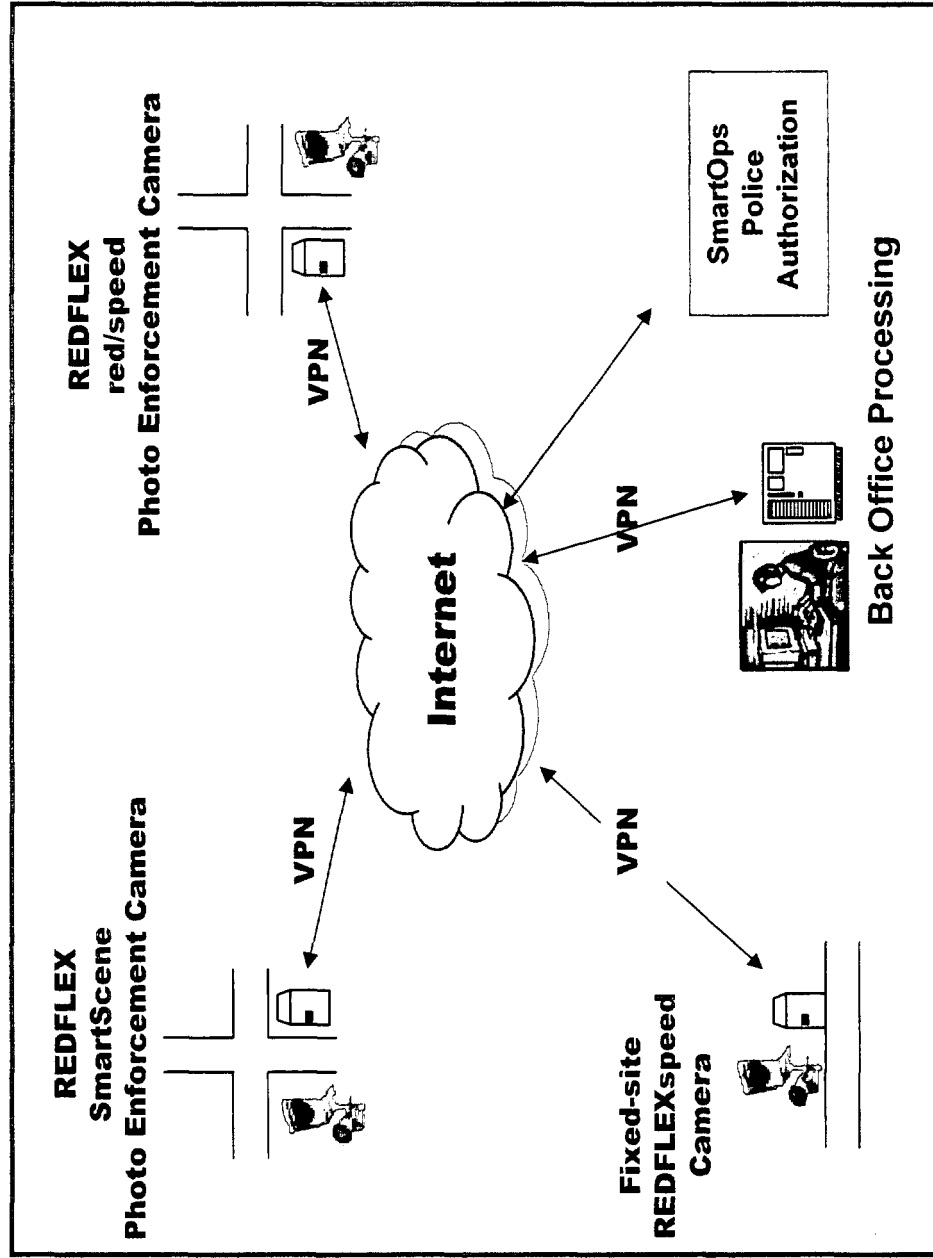 REDFLEX
SmartScene
Photo Enforcement Camera
REDFLEX
red/speed
Photo Enforcement Camera
VPN
VPN
Internet
Fixed-site
REDFLEXspeed
Camera
VPN
VPN
SmartOps
Police
Authorization
Back Office Processing